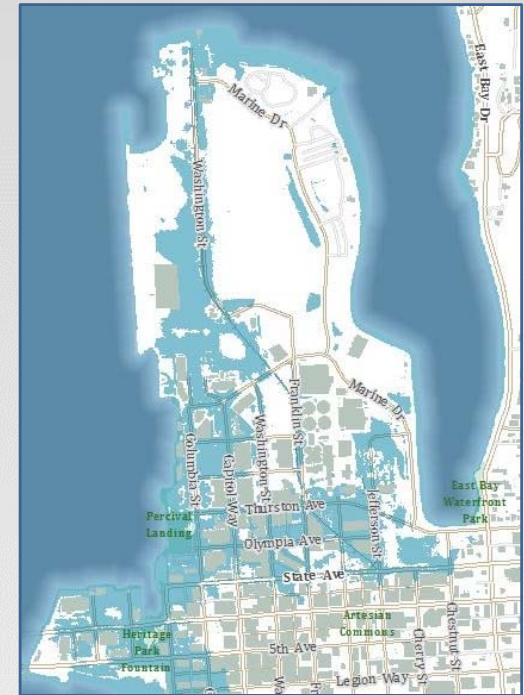 East Bay Dr
Marine Dr
Washington St
Marine Dr
Franklin St
Washington St
Columbia St
Capitol Way
East Bay
Waterfront
Park
Jefferson St
Thurston Ave
Percival
Landing
Olympia Ave
State Ave
Chestnut St
Artesian
Commons
Cherry St
Heritage
Park
Fountain
5th Ave
Legion Way